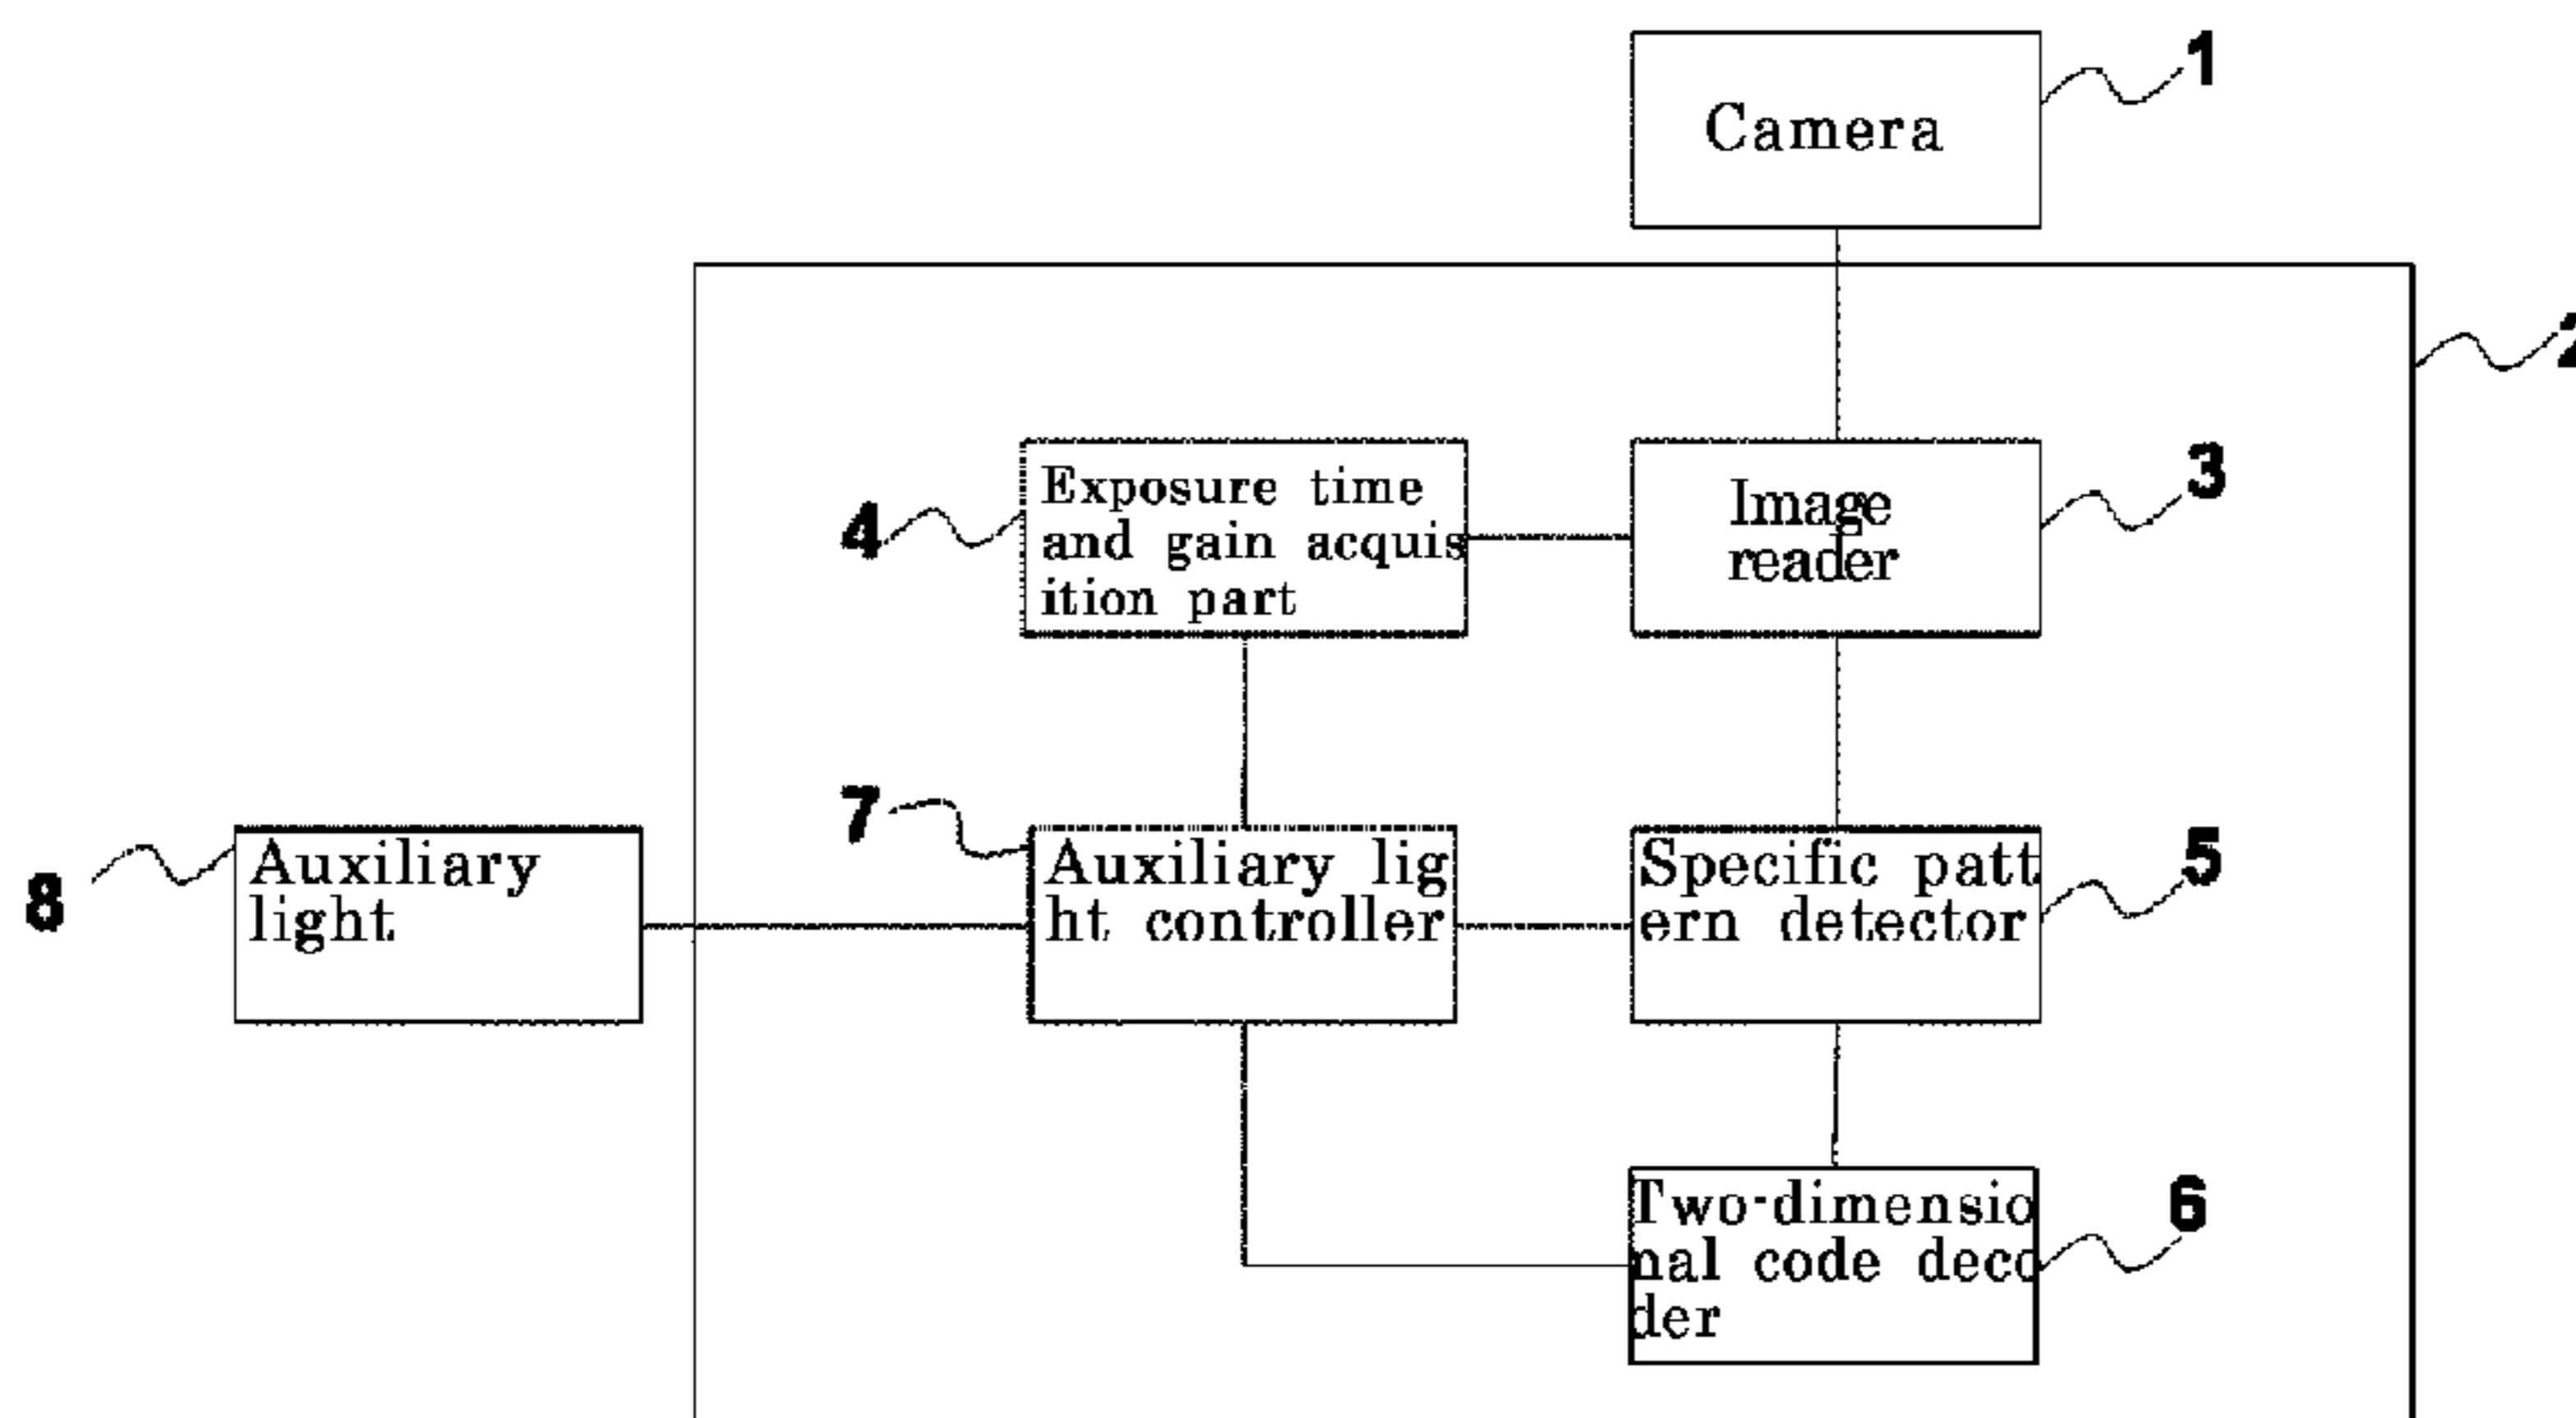 1
Camera
2
3
4
Exposure time
and gain acquis
ition part
Image
reader
7
8
Auxiliary
light
Auxiliary lig
ht controller
Specific patt
ern detector
5
6
Two-dimensio
nal code deco
der